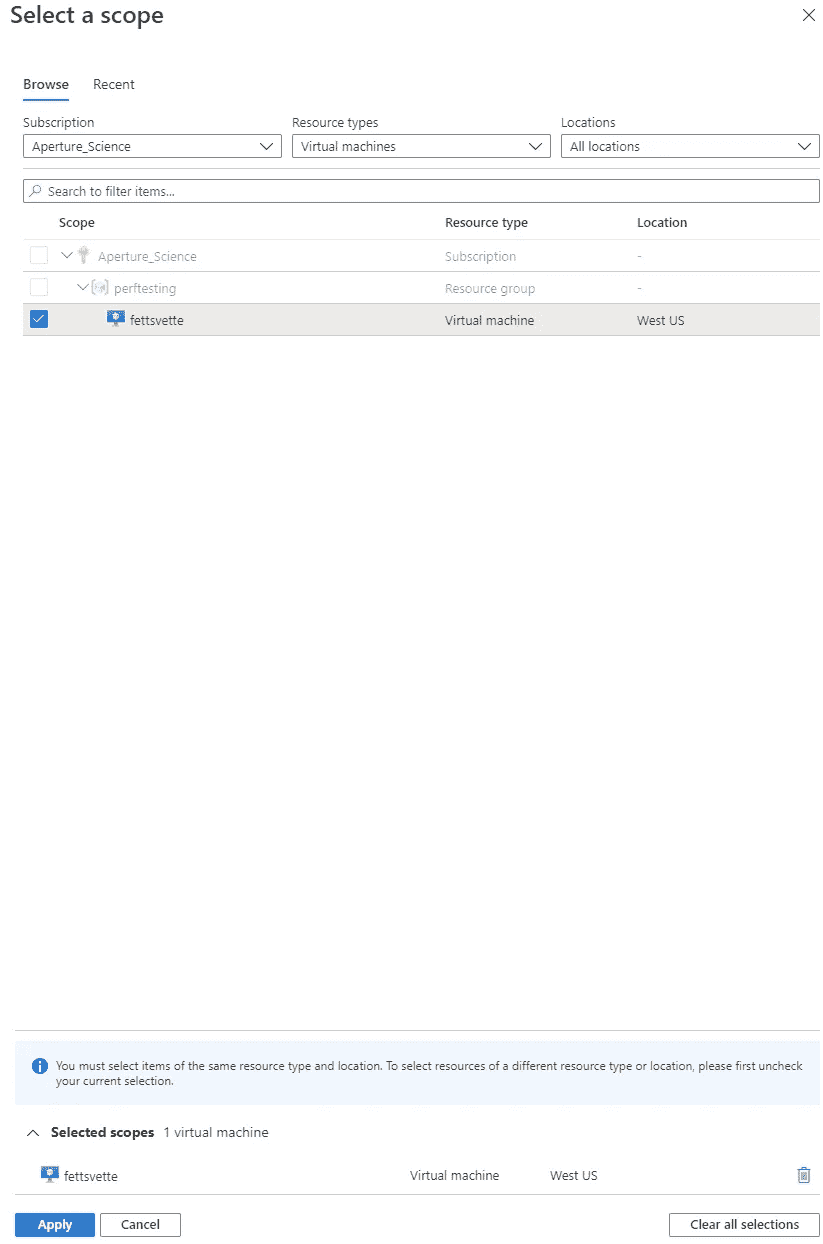 Select a scope
Browse Recent
Subscription Resource types Locations
Aperture_Science Virtual machines All locations
Search to filter items...
Scope Resource type Location
Aperture_Science Subscription -
perftesting Resource group -
fettsvette Virtual machine West US
You must select items of the same resource type and location. To select resources of a different resource type or location, please first uncheck
your current selection.
Selected scopes 1 virtual machine
fettsvette Virtual machine West US
Apply Cancel Clear all selections